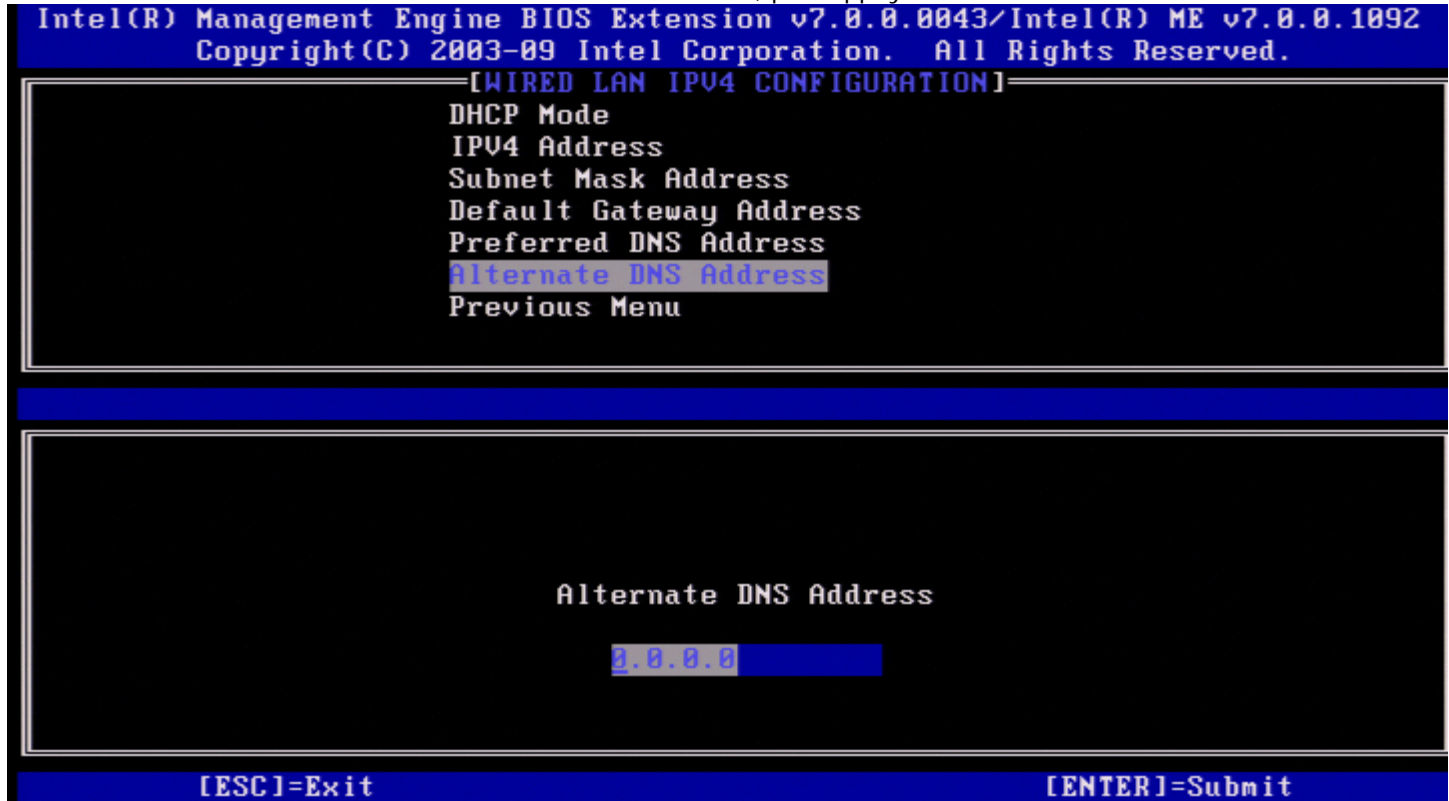 Intel(R) Management Engine BIOS Extension v7.0.0.0043/Intel(R) ME v7.0.0.1092
Copyright(C) 2003-09 Intel Corporation. All Rights Reserved.
[WIRED LAN IPV4 CONFIGURATION]
DHCP Mode
IPV4 Address
Subnet Mask Address
Default Gateway Address
Preferred DNS Address
Alternate DNS Address
Previous Menu
Alternate DNS Address
0.0.0.0
[ESC]=Exit [ENTER]=Submit